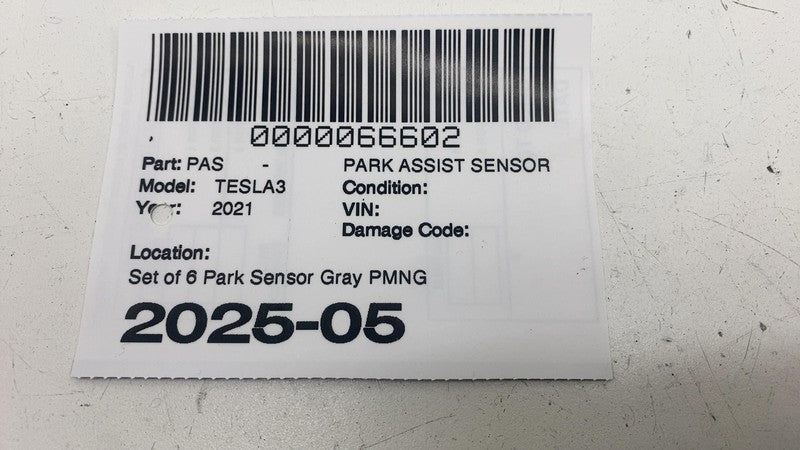 0000066602
Part: PAS - PARK ASSIST SENSOR
Model: TESLA3 Condition:
Year: 2021 VIN:
Damage Code:
Location:
Set of 6 Park Sensor Gray PMNG
2025-05